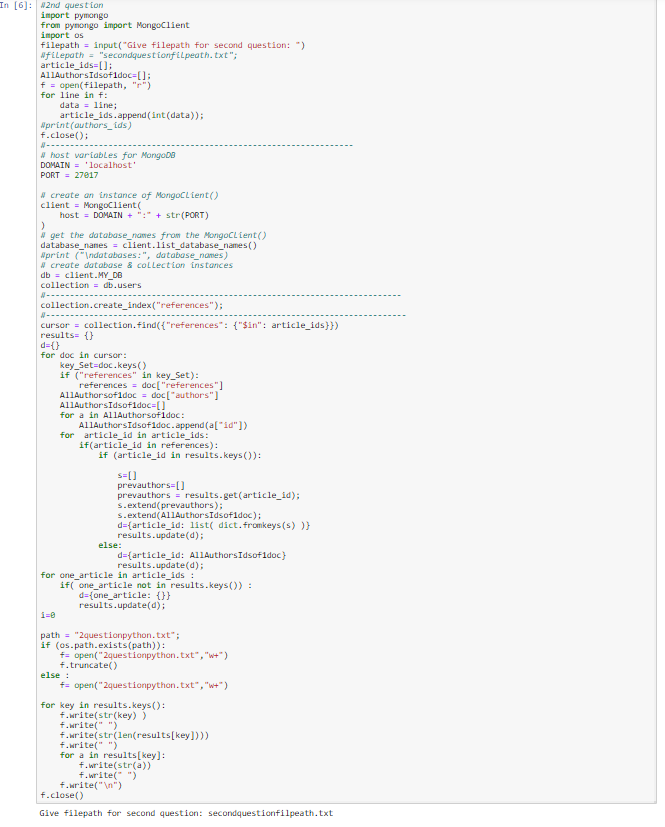 In [6]: #2nd question
import pymongo
from pymongo import MongoClient
import os
filepath = input("Give filepath for second question: ")
#filepath = "secondquestionfilpeath.txt";
article_ids=[];
AllAuthorsIdsof1doc=[];
f = open(filepath, "r")
for line in f:
    data = line;
    article_ids.append(int(data));
#print(authors_ids)
f.close();
#----------------------------------------------------------------
# host variables for MongoDB
DOMAIN = 'localhost'
PORT = 27017

# create an instance of MongoClient()
client = MongoClient(
    host = DOMAIN + ":" + str(PORT)
)
# get the database_names from the MongoClient()
database_names = client.list_database_names()
#print ("\ndatabases:", database_names)
# create database & collection instances
db = client.MY_DB
collection = db.users
#--------------------------------------------------------------------------
collection.create_index("references");
#---------------------------------------------------------------------------
cursor = collection.find({"references": {"$in": article_ids}})
results= {}
d={}
for doc in cursor:
    key_Set=doc.keys()
    if ("references" in key_Set):
        references = doc["references"]
    AllAuthorsof1doc = doc["authors"]
    AllAuthorsIdsof1doc=[]
    for a in AllAuthorsof1doc:
        AllAuthorsIdsof1doc.append(a["id"])
    for  article_id in article_ids:
        if(article_id in references):
            if (article_id in results.keys()):

                s=[]
                prevauthors=[]
                prevauthors = results.get(article_id);
                s.extend(prevauthors);
                s.extend(AllAuthorsIdsof1doc);
                d={article_id: list( dict.fromkeys(s) )}
                results.update(d);
            else:
                d={article_id: AllAuthorsIdsof1doc}
                results.update(d);
for one_article in article_ids :
    if( one_article not in results.keys()) :
        d={one_article: {}}
        results.update(d);
i=0

path = "2questionpython.txt";
if (os.path.exists(path)):
    f= open("2questionpython.txt","w+")
    f.truncate()
else :
    f= open("2questionpython.txt","w+")

for key in results.keys():
    f.write(str(key) )
    f.write(" ")
    f.write(str(len(results[key])))
    f.write(" ")
    for a in results[key]:
        f.write(str(a))
        f.write(" ")
    f.write("\n")
f.close()
Give filepath for second question: secondquestionfilpeath.txt